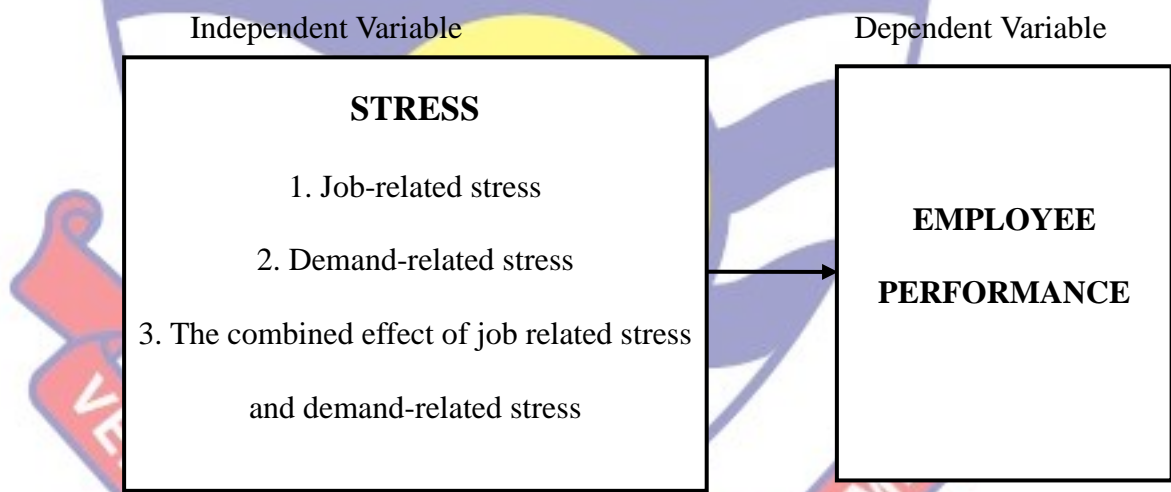 Independent Variable
Dependent Variable
STRESS
1. Job-related stress
2. Demand-related stress
3. The combined effect of job related stress
and demand-related stress
EMPLOYEE
PERFORMANCE